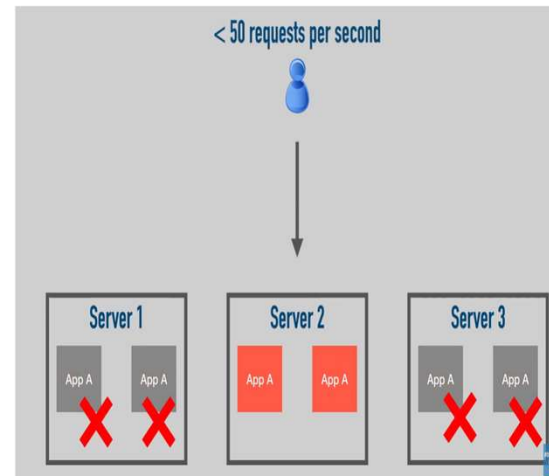 < 50 requests per second
Server 1
Server 2
Server 3
App A
App A
App A
App A
App A
App A